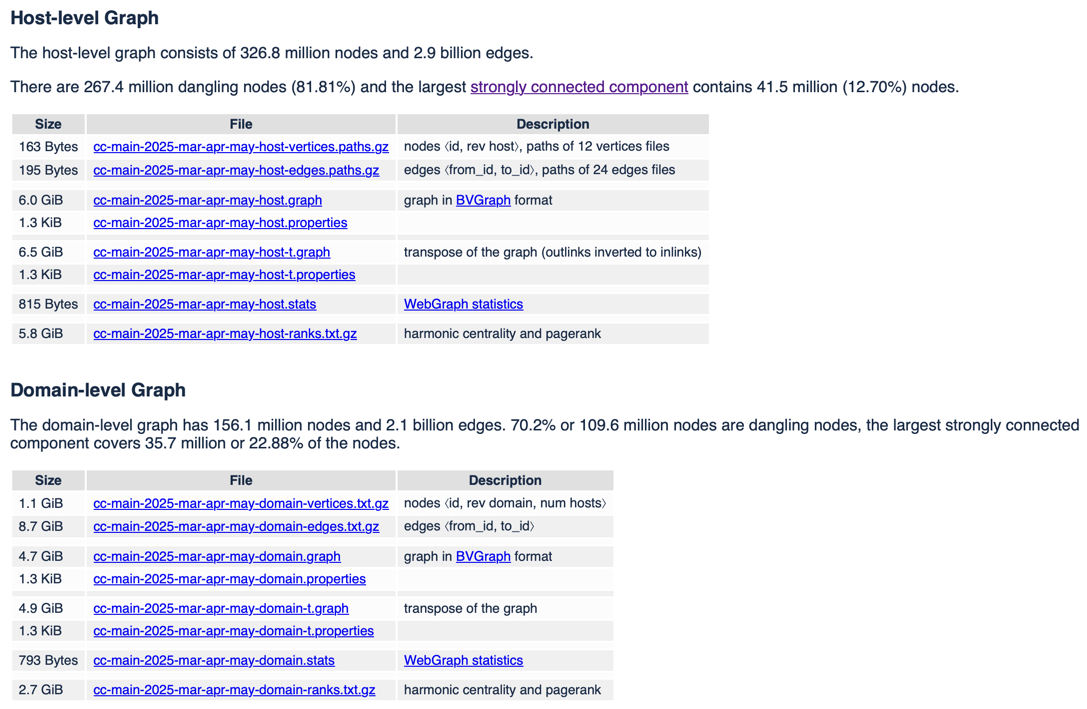 Host-level Graph
The host-level graph consists of 326.8 million nodes and 2.9 billion edges.
There are 267.4 million dangling nodes (81.81%) and the largest strongly connected component contains 41.5 million (12.70%) nodes.
Size File Description
163 Bytes cc-main-2025-mar-apr-may-host-vertices.paths.gz nodes ⟨id, rev host⟩, paths of 12 vertices files
195 Bytes cc-main-2025-mar-apr-may-host-edges.paths.gz edges ⟨from_id, to_id⟩, paths of 24 edges files
6.0 GiB cc-main-2025-mar-apr-may-host.graph graph in BVGraph format
1.3 KiB cc-main-2025-mar-apr-may-host.properties
6.5 GiB cc-main-2025-mar-apr-may-host-t.graph transpose of the graph (outlinks inverted to inlinks)
1.3 KiB cc-main-2025-mar-apr-may-host-t.properties
815 Bytes cc-main-2025-mar-apr-may-host.stats WebGraph statistics
5.8 GiB cc-main-2025-mar-apr-may-host-ranks.txt.gz harmonic centrality and pagerank
Domain-level Graph
The domain-level graph has 156.1 million nodes and 2.1 billion edges. 70.2% or 109.6 million nodes are dangling nodes, the largest strongly connected
component covers 35.7 million or 22.88% of the nodes.
Size File Description
1.1 GiB cc-main-2025-mar-apr-may-domain-vertices.txt.gz nodes ⟨id, rev domain, num hosts⟩
8.7 GiB cc-main-2025-mar-apr-may-domain-edges.txt.gz edges ⟨from_id, to_id⟩
4.7 GiB cc-main-2025-mar-apr-may-domain.graph graph in BVGraph format
1.3 KiB cc-main-2025-mar-apr-may-domain.properties
4.9 GiB cc-main-2025-mar-apr-may-domain-t.graph transpose of the graph
1.3 KiB cc-main-2025-mar-apr-may-domain-t.properties
793 Bytes cc-main-2025-mar-apr-may-domain.stats WebGraph statistics
2.7 GiB cc-main-2025-mar-apr-may-domain-ranks.txt.gz harmonic centrality and pagerank